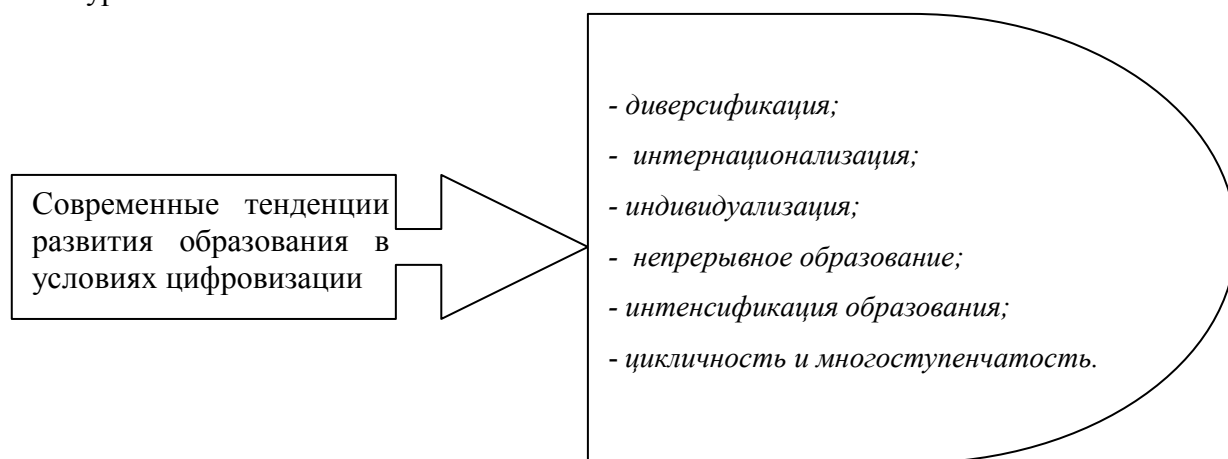 Современные тенденции
развития образования в
условиях цифровизации
- диверсификация;
- интернационализация;
- индивидуализация;
- непрерывное образование;
- интенсификация образования;
- цикличность и многоступенчатость.